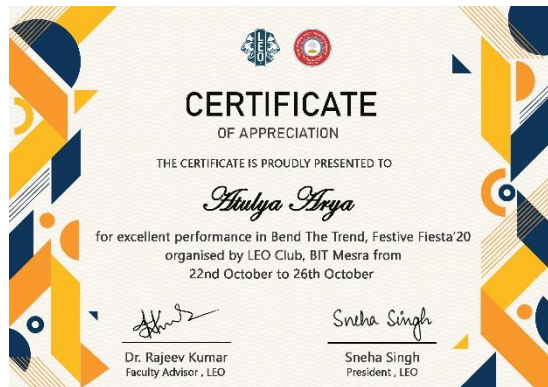 LEO
CERTIFICATE
OF APPRECIATION
THE CERTIFICATE IS PROUDLY PRESENTED TO
Atulya Arya
for excellent performance in Bend The Trend, Festive Fiesta'20
organised by LEO Club, BIT Mesra from
22nd October to 26th October
Sneha Singh
Dr. Rajeev Kumar
Faculty Advisor , LEO
Sneha Singh
President , LEO